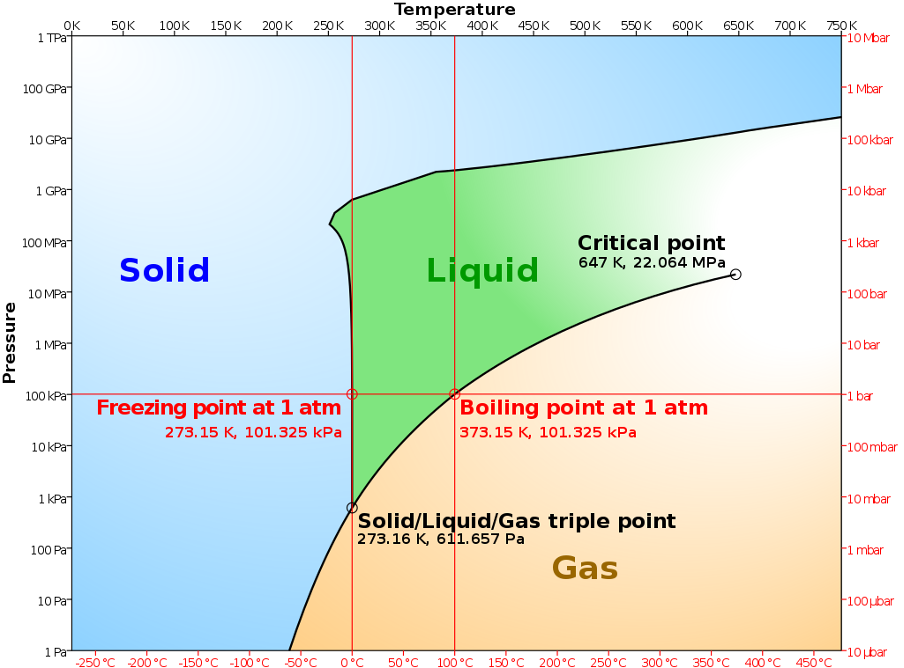 Temperature
0K 50K 100K 150K 200K 250K 300K 350K 400K 450K 500K 550K 600K 650K 700K 750K
1 TPa 10 Mbar
100 GPa 1 Mbar
10 GPa 100 kbar
1 GPa 10 kbar
100 MPa 1 kbar
Critical point
647 K, 22.064 MPa
Solid Liquid
10 MPa 100 bar
Pressure
1 MPa 10 bar
100 kPa 1 bar
Freezing point at 1 atm Boiling point at 1 atm
273.15 K, 101.325 kPa 373.15 K, 101.325 kPa
10 kPa 100 mbar
1 kPa 10 mbar
Solid/Liquid/Gas triple point
273.16 K, 611.657 Pa
100 Pa 1 mbar
Gas
10 Pa 100 µbar
1 Pa 10 µbar
-250°C -200°C -150°C -100°C -50°C 0°C 50°C 100°C 150°C 200°C 250°C 300°C 350°C 400°C 450°C